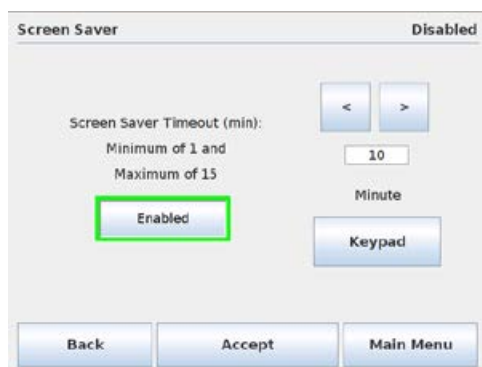 Screen Saver
Disabled
Screen Saver Timeout (min):
Minimum of 1 and
Maximum of 15
Enabled
< >
10
Minute
Keypad
Back
Accept
Main Menu